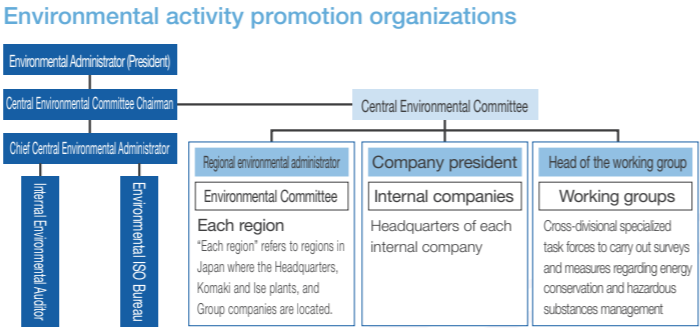 Environmental activity promotion organizations
Environmental Administrator (President)
Central Environmental Committee Chairman
Central Environmental Committee
Chief Central Environmental Administrator
Internal Environmental Auditor
Environmental ISO Bureau
Regional environmental administrator
Environmental Committee
Each region
“Each region” refers to regions in
Japan where the Headquarters,
Komaki and Ise plants, and
Group companies are located.
Company president
Internal companies
Headquarters of each
internal company
Head of the working group
Working groups
Cross-divisional specialized
task forces to carry out surveys
and measures regarding energy
conservation and hazardous
substances management